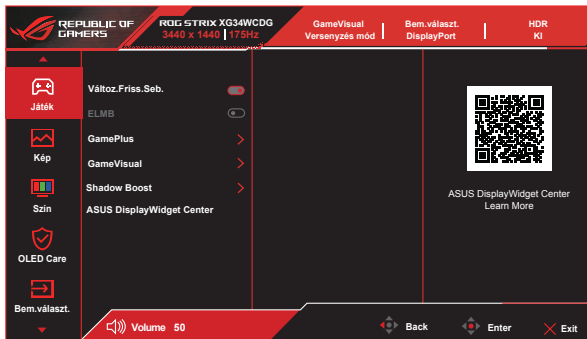 REPUBLIC OF
GAMERS
ROG STRIX XG34WCDG
3440 x 1440 175Hz
GameVisual
Versenyzés mód
Bem.választ.
DisplayPort
HDR
KI
Játék
Kép
Szín
OLED Care
Bem.választ.
Változ.Friss.Seb.
ELMB
GamePlus
GameVisual
Shadow Boost
ASUS DisplayWidget Center
ASUS DisplayWidget Center
Learn More
Volume 50
Back
Enter
Exit